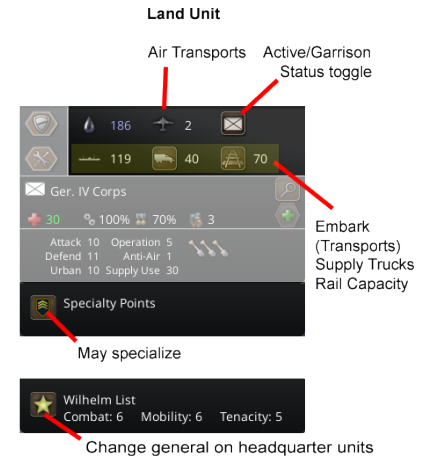 Land Unit
Air Transports
Active/Garrison
Status toggle
186
2
119
40
70
Ger. IV Corps
30
100%
70%
3
Attack 10 Operation 5
Defend 11 Anti-Air 1
Urban 10 Supply Use 30
Embark
(Transports)
Supply Trucks
Rail Capacity
Specialty Points
May specialize
Wilhelm List
Combat: 6 Mobility: 6 Tenacity: 5
Change general on headquarter units